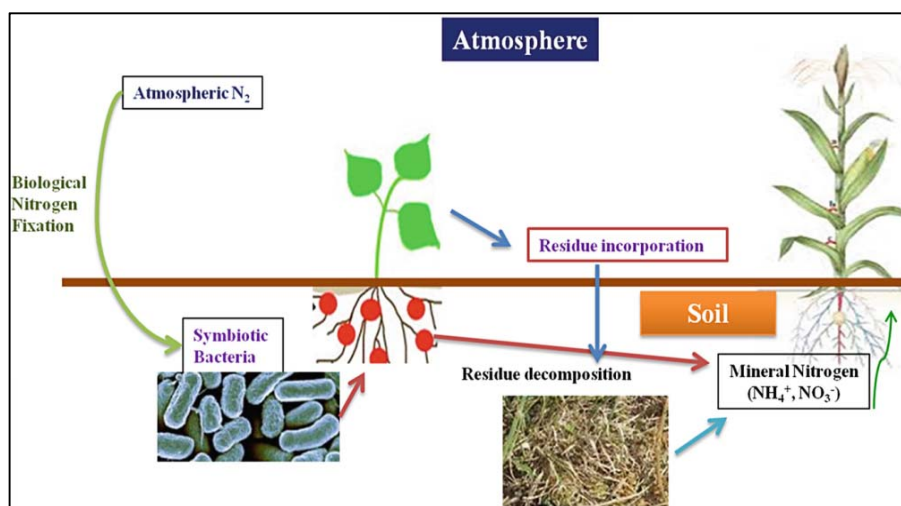 Atmosphere
Atmospheric N₂
Biological
Nitrogen
Fixation
Residue incorporation
Soil
Symbiotic
Bacteria
Residue decomposition
Mineral Nitrogen
(NH₄⁺, NO₃⁻)